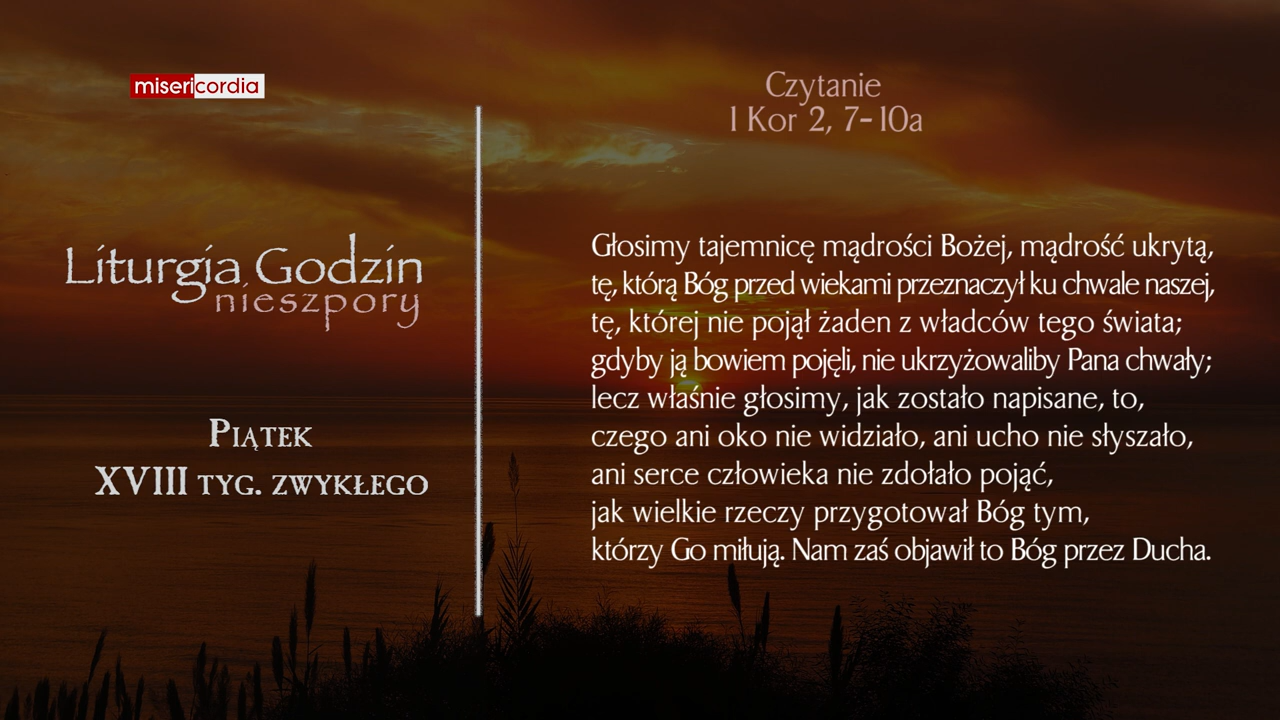 misericordia
Liturgia Godzin
nieszpory
Piątek
XVIII tyg. zwykłego
Czytanie
1 Kor 2, 7-10a
Głosimy tajemnicę mądrości Bożej, mądrość ukrytą,
tę, którą Bóg przed wiekami przeznaczył ku chwale naszej,
tę, której nie pojął żaden z władców tego świata;
gdyby ją bowiem pojęli, nie ukrzyżowaliby Pana chwały;
lecz właśnie głosimy, jak zostało napisane, to,
czego ani oko nie widziało, ani ucho nie słyszało,
ani serce człowieka nie zdołało pojąć,
jak wielkie rzeczy przygotował Bóg tym,
którzy Go miłują. Nam zaś objawił to Bóg przez Ducha.